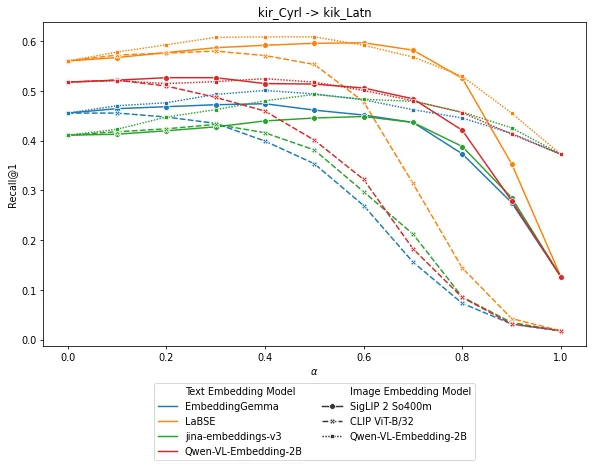 kir_Cyrl -> kik_Latn
Recall@1
0.6
0.5
0.4
0.3
0.2
0.1
0.0
0.0 0.2 0.4 0.6 0.8 1.0
α
Text Embedding Model Image Embedding Model
EmbeddingGemma SigLIP 2 So400m
LaBSE CLIP ViT-B/32
jina-embeddings-v3 Qwen-VL-Embedding-2B
Qwen-VL-Embedding-2B